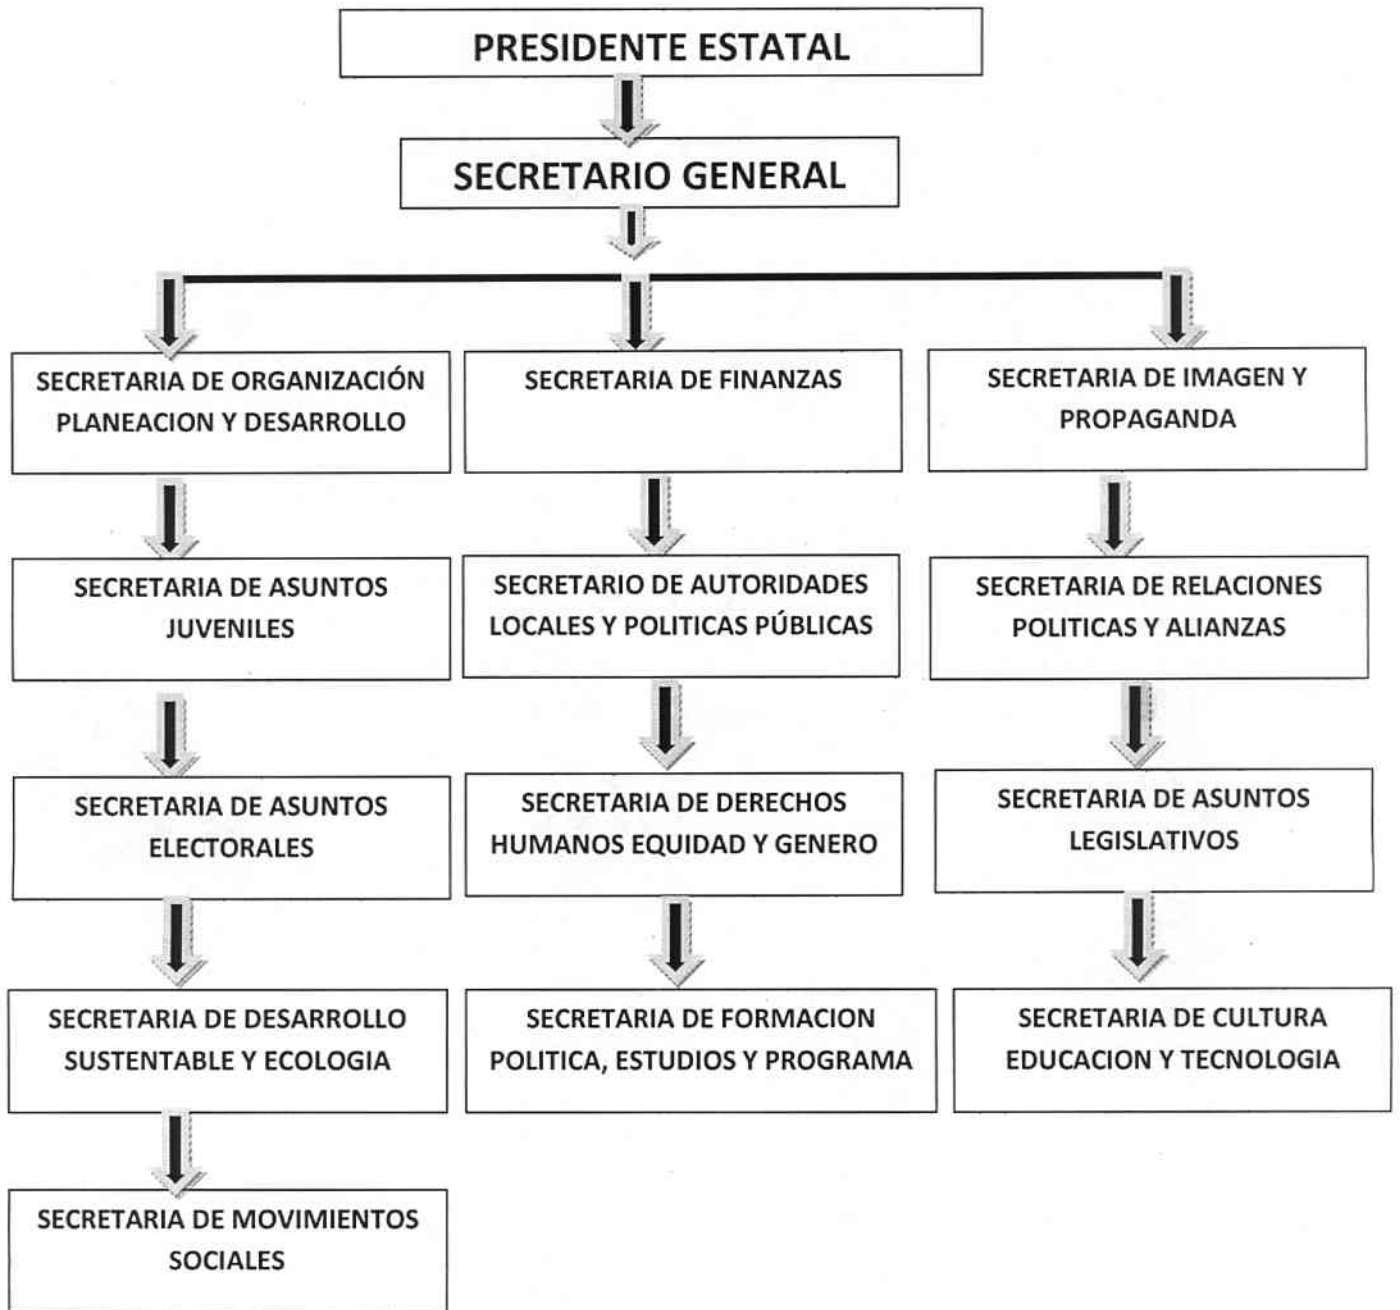 PRESIDENTE ESTATAL
SECRETARIO GENERAL
SECRETARIA DE ORGANIZACIÓN
PLANEACION Y DESARROLLO
SECRETARIA DE FINANZAS
SECRETARIA DE IMAGEN Y
PROPAGANDA
SECRETARIA DE ASUNTOS
JUVENILES
SECRETARIO DE AUTORIDADES
LOCALES Y POLITICAS PÚBLICAS
SECRETARIA DE RELACIONES
POLITICAS Y ALIANZAS
SECRETARIA DE ASUNTOS
ELECTORALES
SECRETARIA DE DERECHOS
HUMANOS EQUIDAD Y GENERO
SECRETARIA DE ASUNTOS
LEGISLATIVOS
SECRETARIA DE DESARROLLO
SUSTENTABLE Y ECOLOGIA
SECRETARIA DE FORMACION
POLITICA, ESTUDIOS Y PROGRAMA
SECRETARIA DE CULTURA
EDUCACION Y TECNOLOGIA
SECRETARIA DE MOVIMIENTOS
SOCIALES